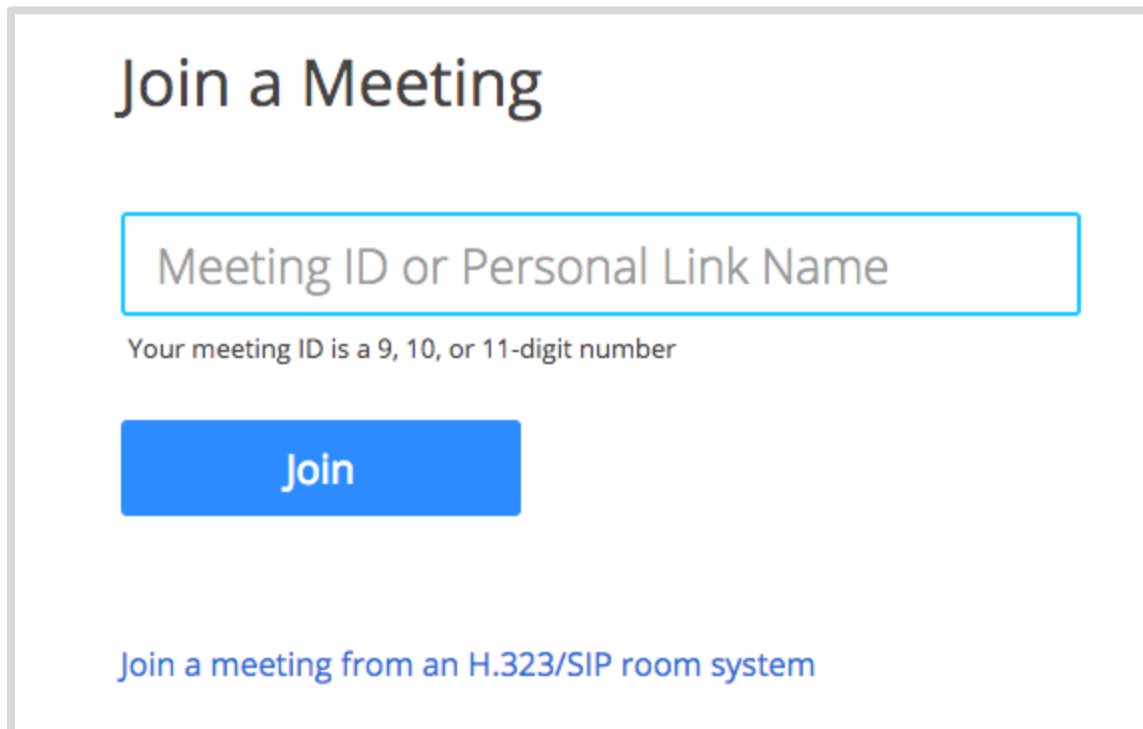 Join a Meeting
Meeting ID or Personal Link Name
Your meeting ID is a 9, 10, or 11-digit number
Join
Join a meeting from an H.323/SIP room system